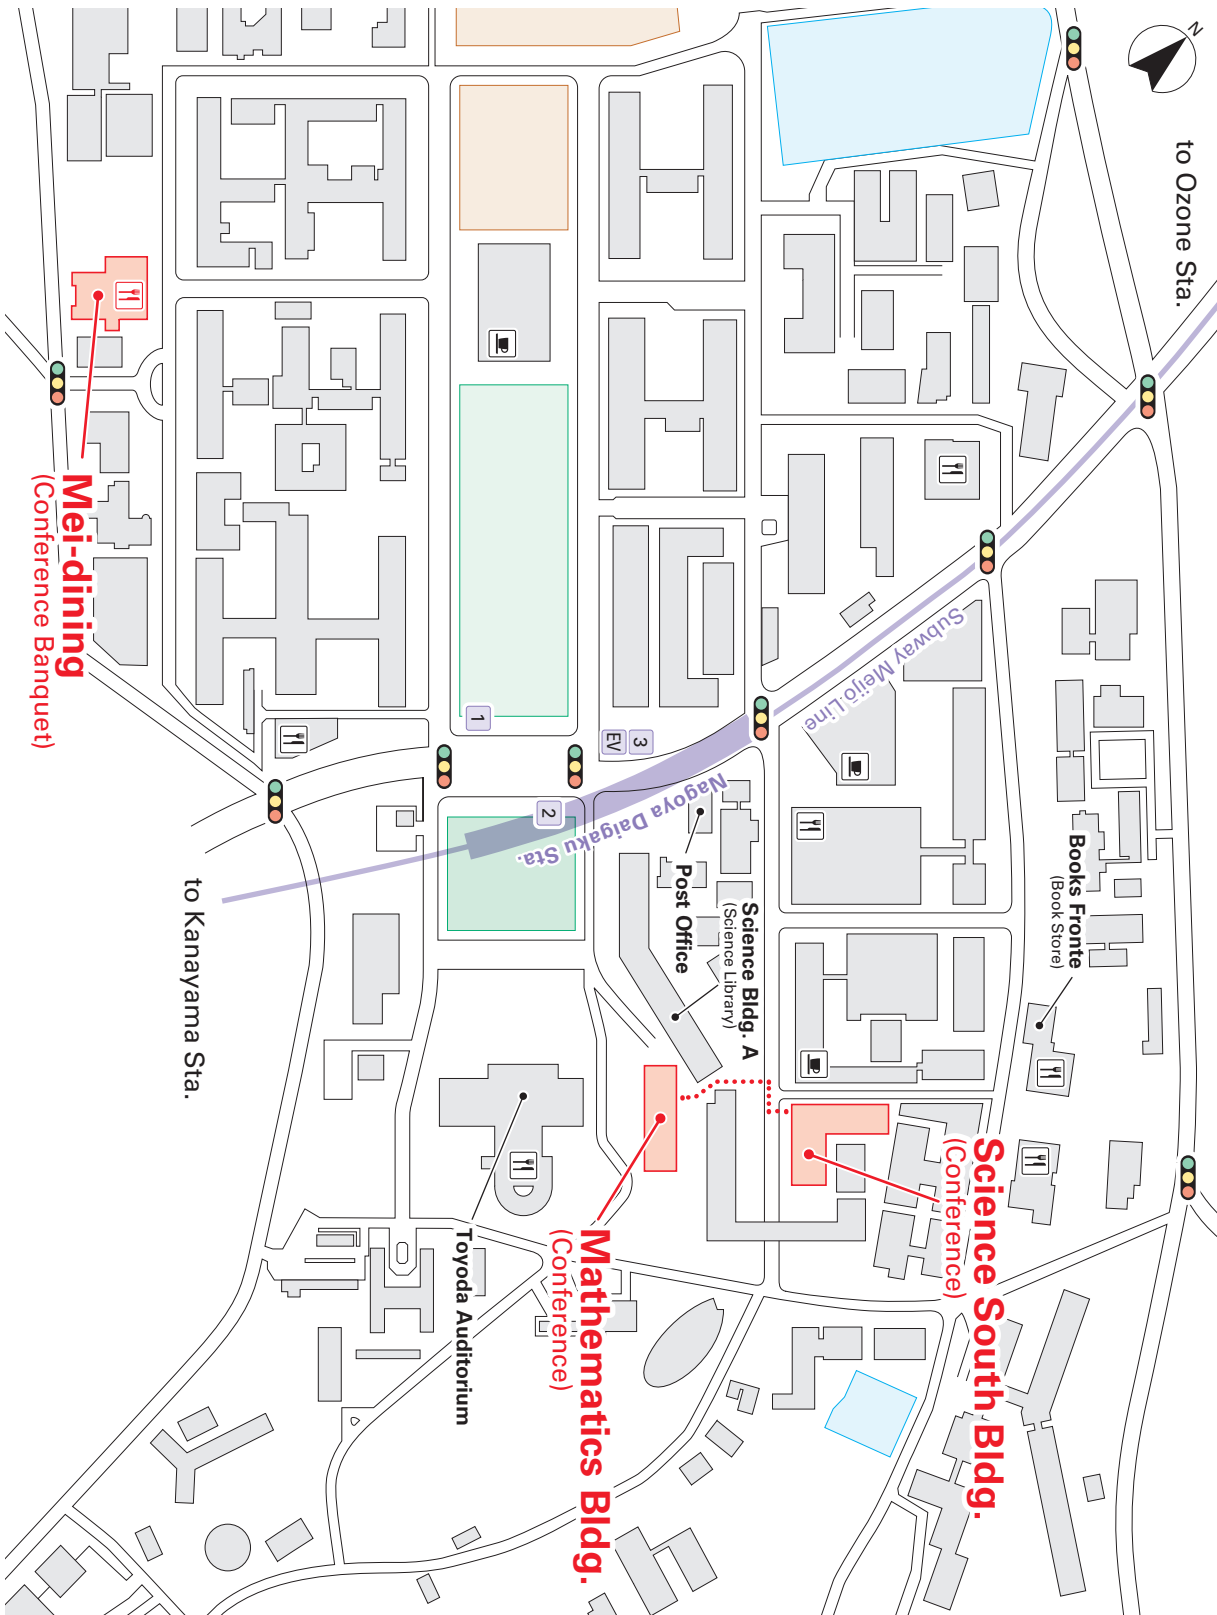 N
to Ozone Sta.
Mei-dining
(Conference Banquet)
Subway Meijō Line
1
3
EV
2
Nagoya Daigaku Sta.
Post Office
Science Bldg. A
(Science Library)
Books Fronte
(Book Store)
to Kanayama Sta.
Science South Bldg.
(Conference)
Mathematics Bldg.
(Conference)
Toyoda Auditorium